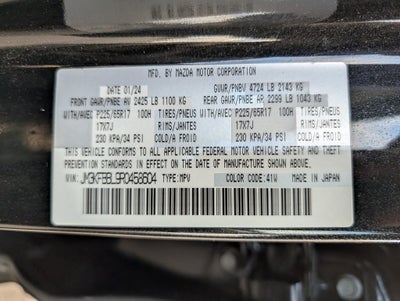 MFD. BY MAZDA MOTOR CORPORATION
DATE 01/24 GVWR/PNBV 4724 LB 2143 KG
FRONT GAWR/PNBE AV 2425 LB 1100 KG REAR GAWR/PNBE AR 2299 LB 1043 KG
WITH/AVEC P225/65R17 100H TIRES/PNEUS WITH/AVEC P225/65R17 100H TIRES/PNEUS
17X7J RIMS/JANTES 17X7J RIMS/JANTES
230 KPA/34 PSI COLD/A FROID 230 KPA/34 PSI COLD/A FROID
THIS VEHICLE CONFORMS TO ALL APPLICABLE FEDERAL MOTOR VEHICLE SAFETY AND THEFT
PREVENTION STANDARDS IN EFFECT ON THE DATE OF MANUFACTURE SHOWN ABOVE.
VIN: JM3KFBBL9R0458504 TYPE:MPV COLOR CODE:41W MADE IN JAPAN